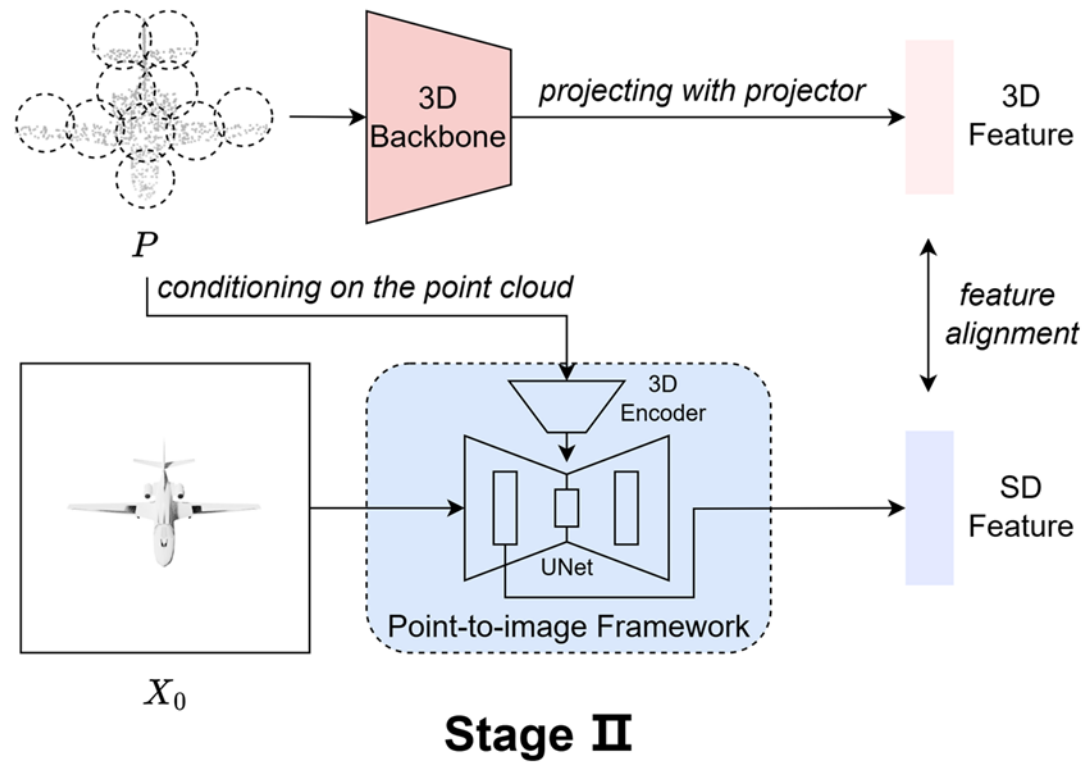 3D
Backbone
projecting with projector
3D
Feature
P
conditioning on the point cloud
feature
alignment
3D
Encoder
UNet
SD
Feature
Point-to-image Framework
X₀
Stage II